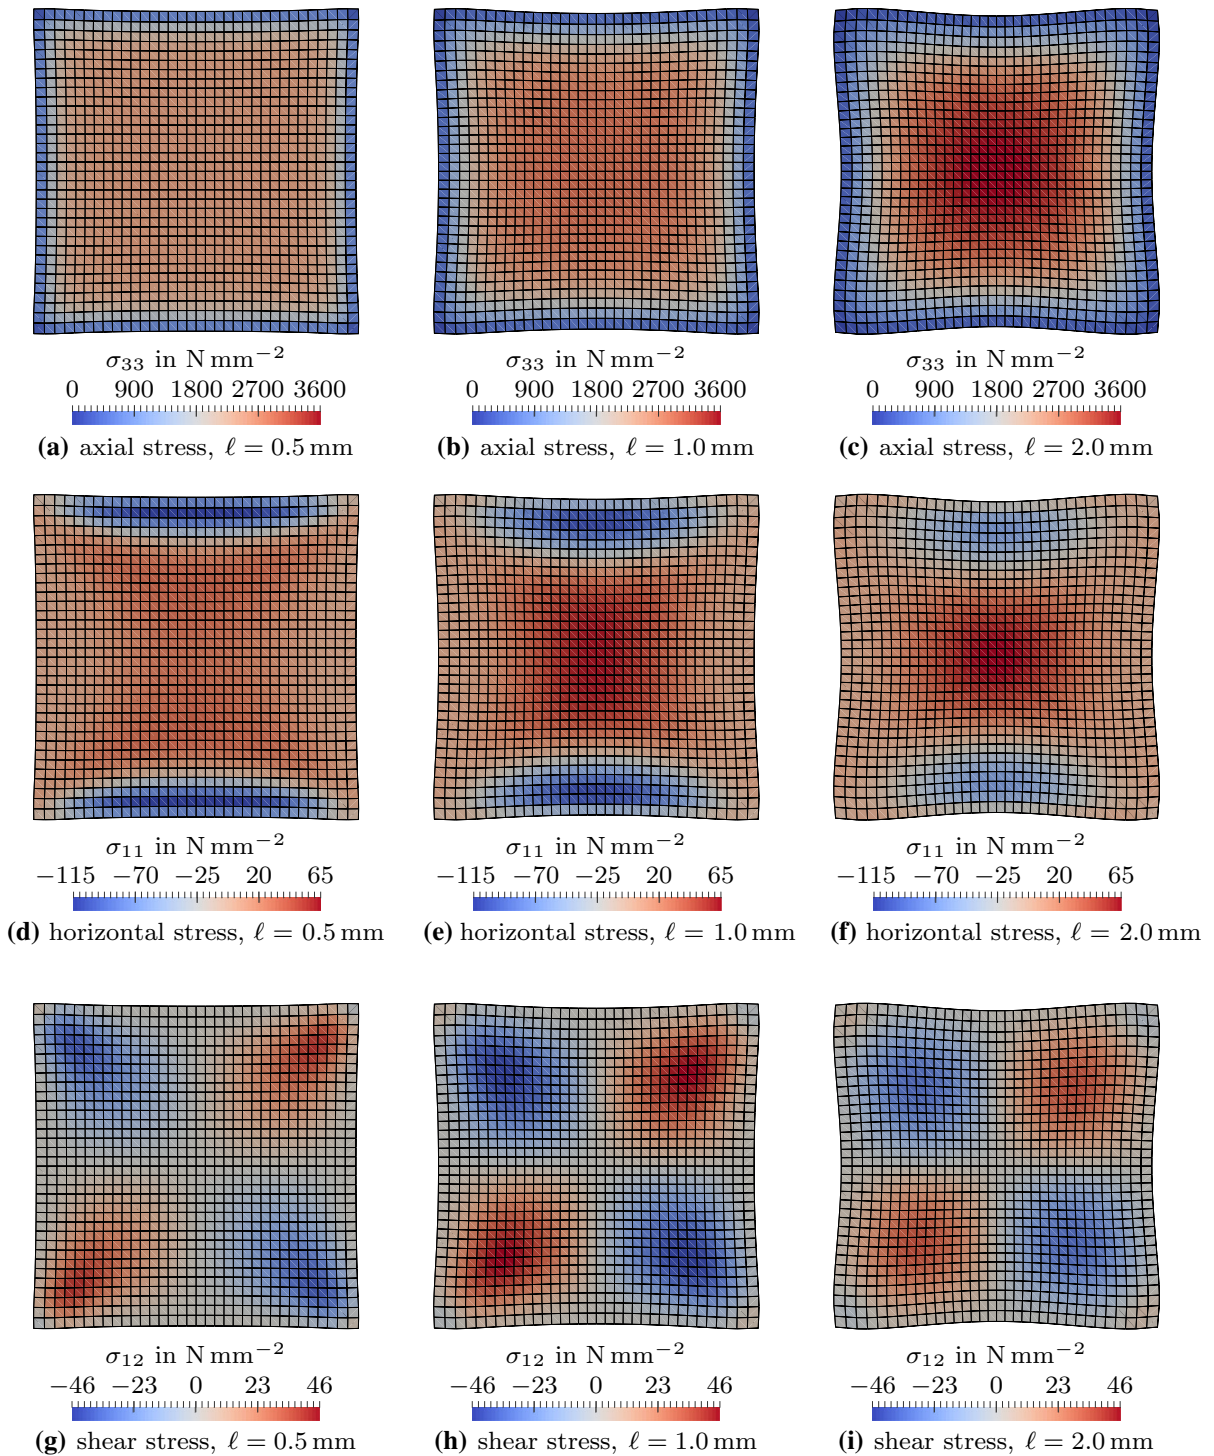 σ33 in N mm−2 σ33 in N mm−2 σ33 in N mm−2
0 900 1800 2700 3600 0 900 1800 2700 3600 0 900 1800 2700 3600
(a) axial stress, ℓ = 0.5 mm (b) axial stress, ℓ = 1.0 mm (c) axial stress, ℓ = 2.0 mm
σ11 in N mm−2 σ11 in N mm−2 σ11 in N mm−2
−115 −70 −25 20 65 −115 −70 −25 20 65 −115 −70 −25 20 65
(d) horizontal stress, ℓ = 0.5 mm (e) horizontal stress, ℓ = 1.0 mm (f) horizontal stress, ℓ = 2.0 mm
σ12 in N mm−2 σ12 in N mm−2 σ12 in N mm−2
−46 −23 0 23 46 −46 −23 0 23 46 −46 −23 0 23 46
(g) shear stress, ℓ = 0.5 mm (h) shear stress, ℓ = 1.0 mm (i) shear stress, ℓ = 2.0 mm